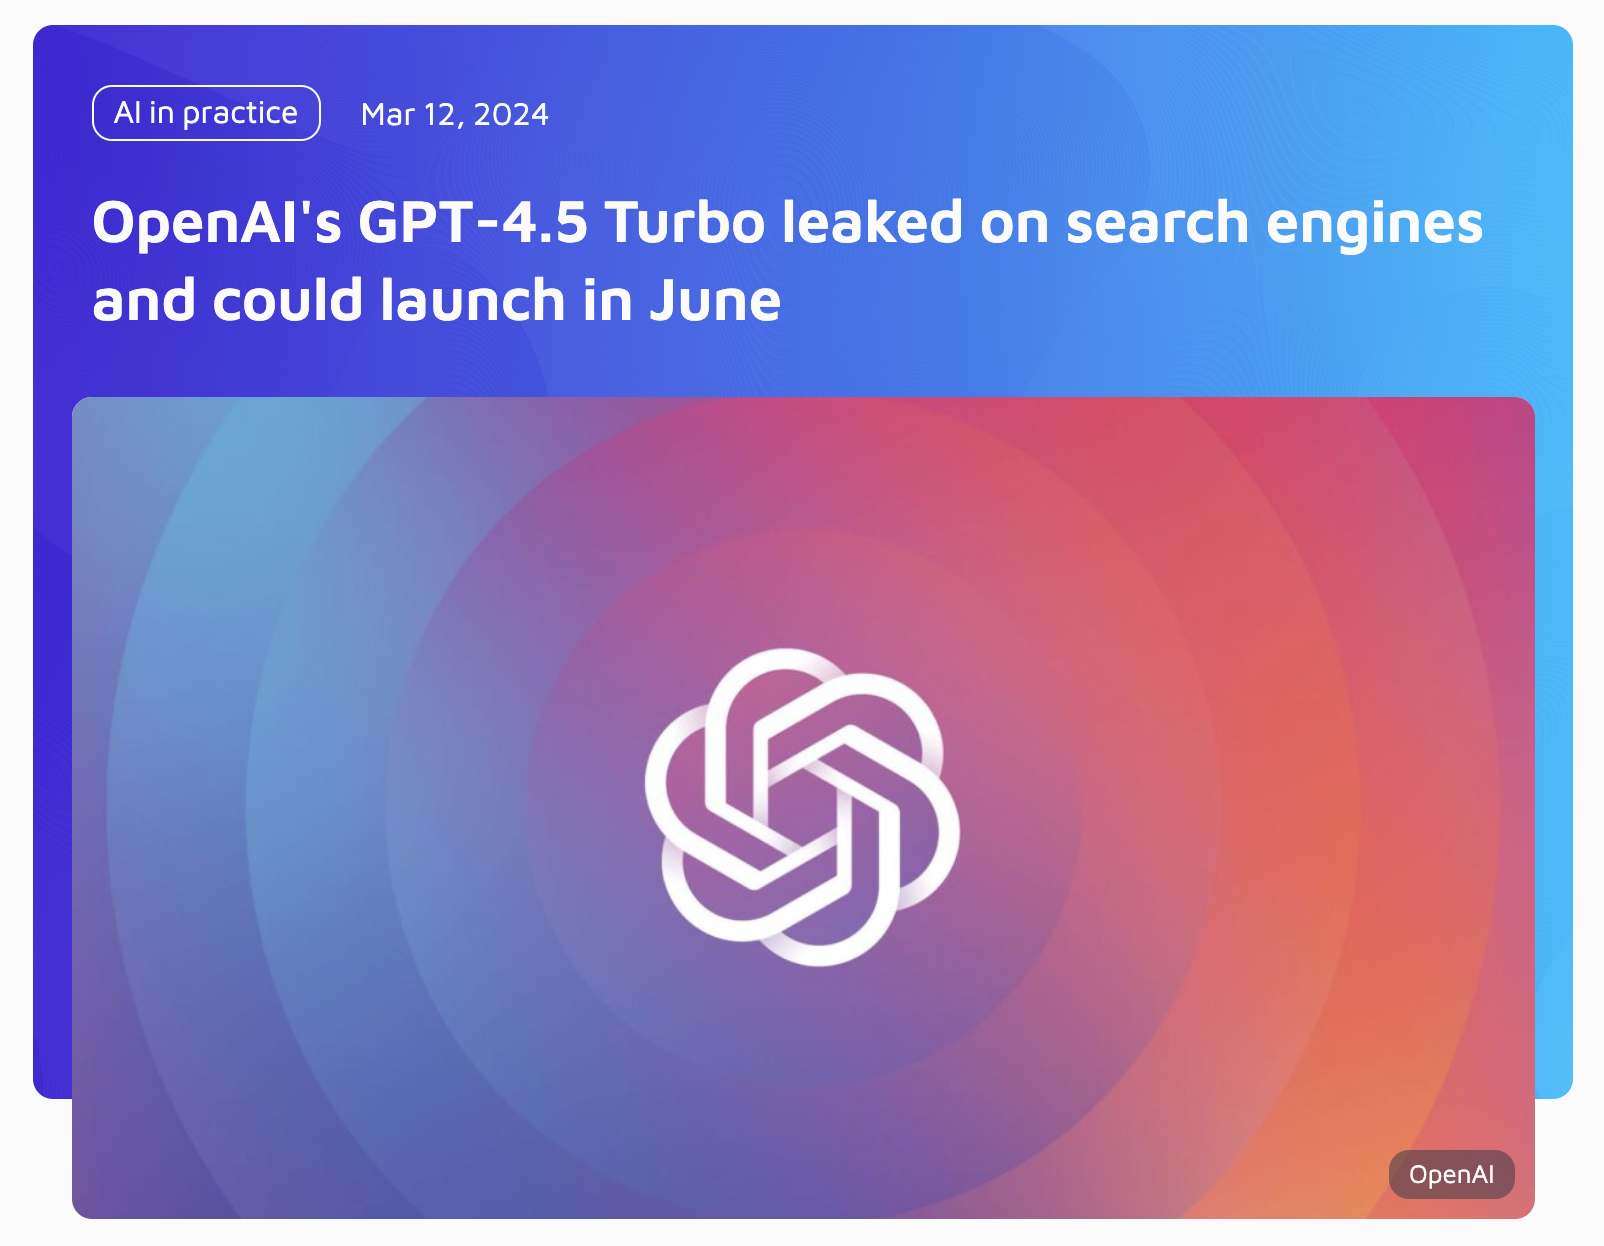 AI in practice
Mar 12, 2024
OpenAI's GPT-4.5 Turbo leaked on search engines
and could launch in June
OpenAI